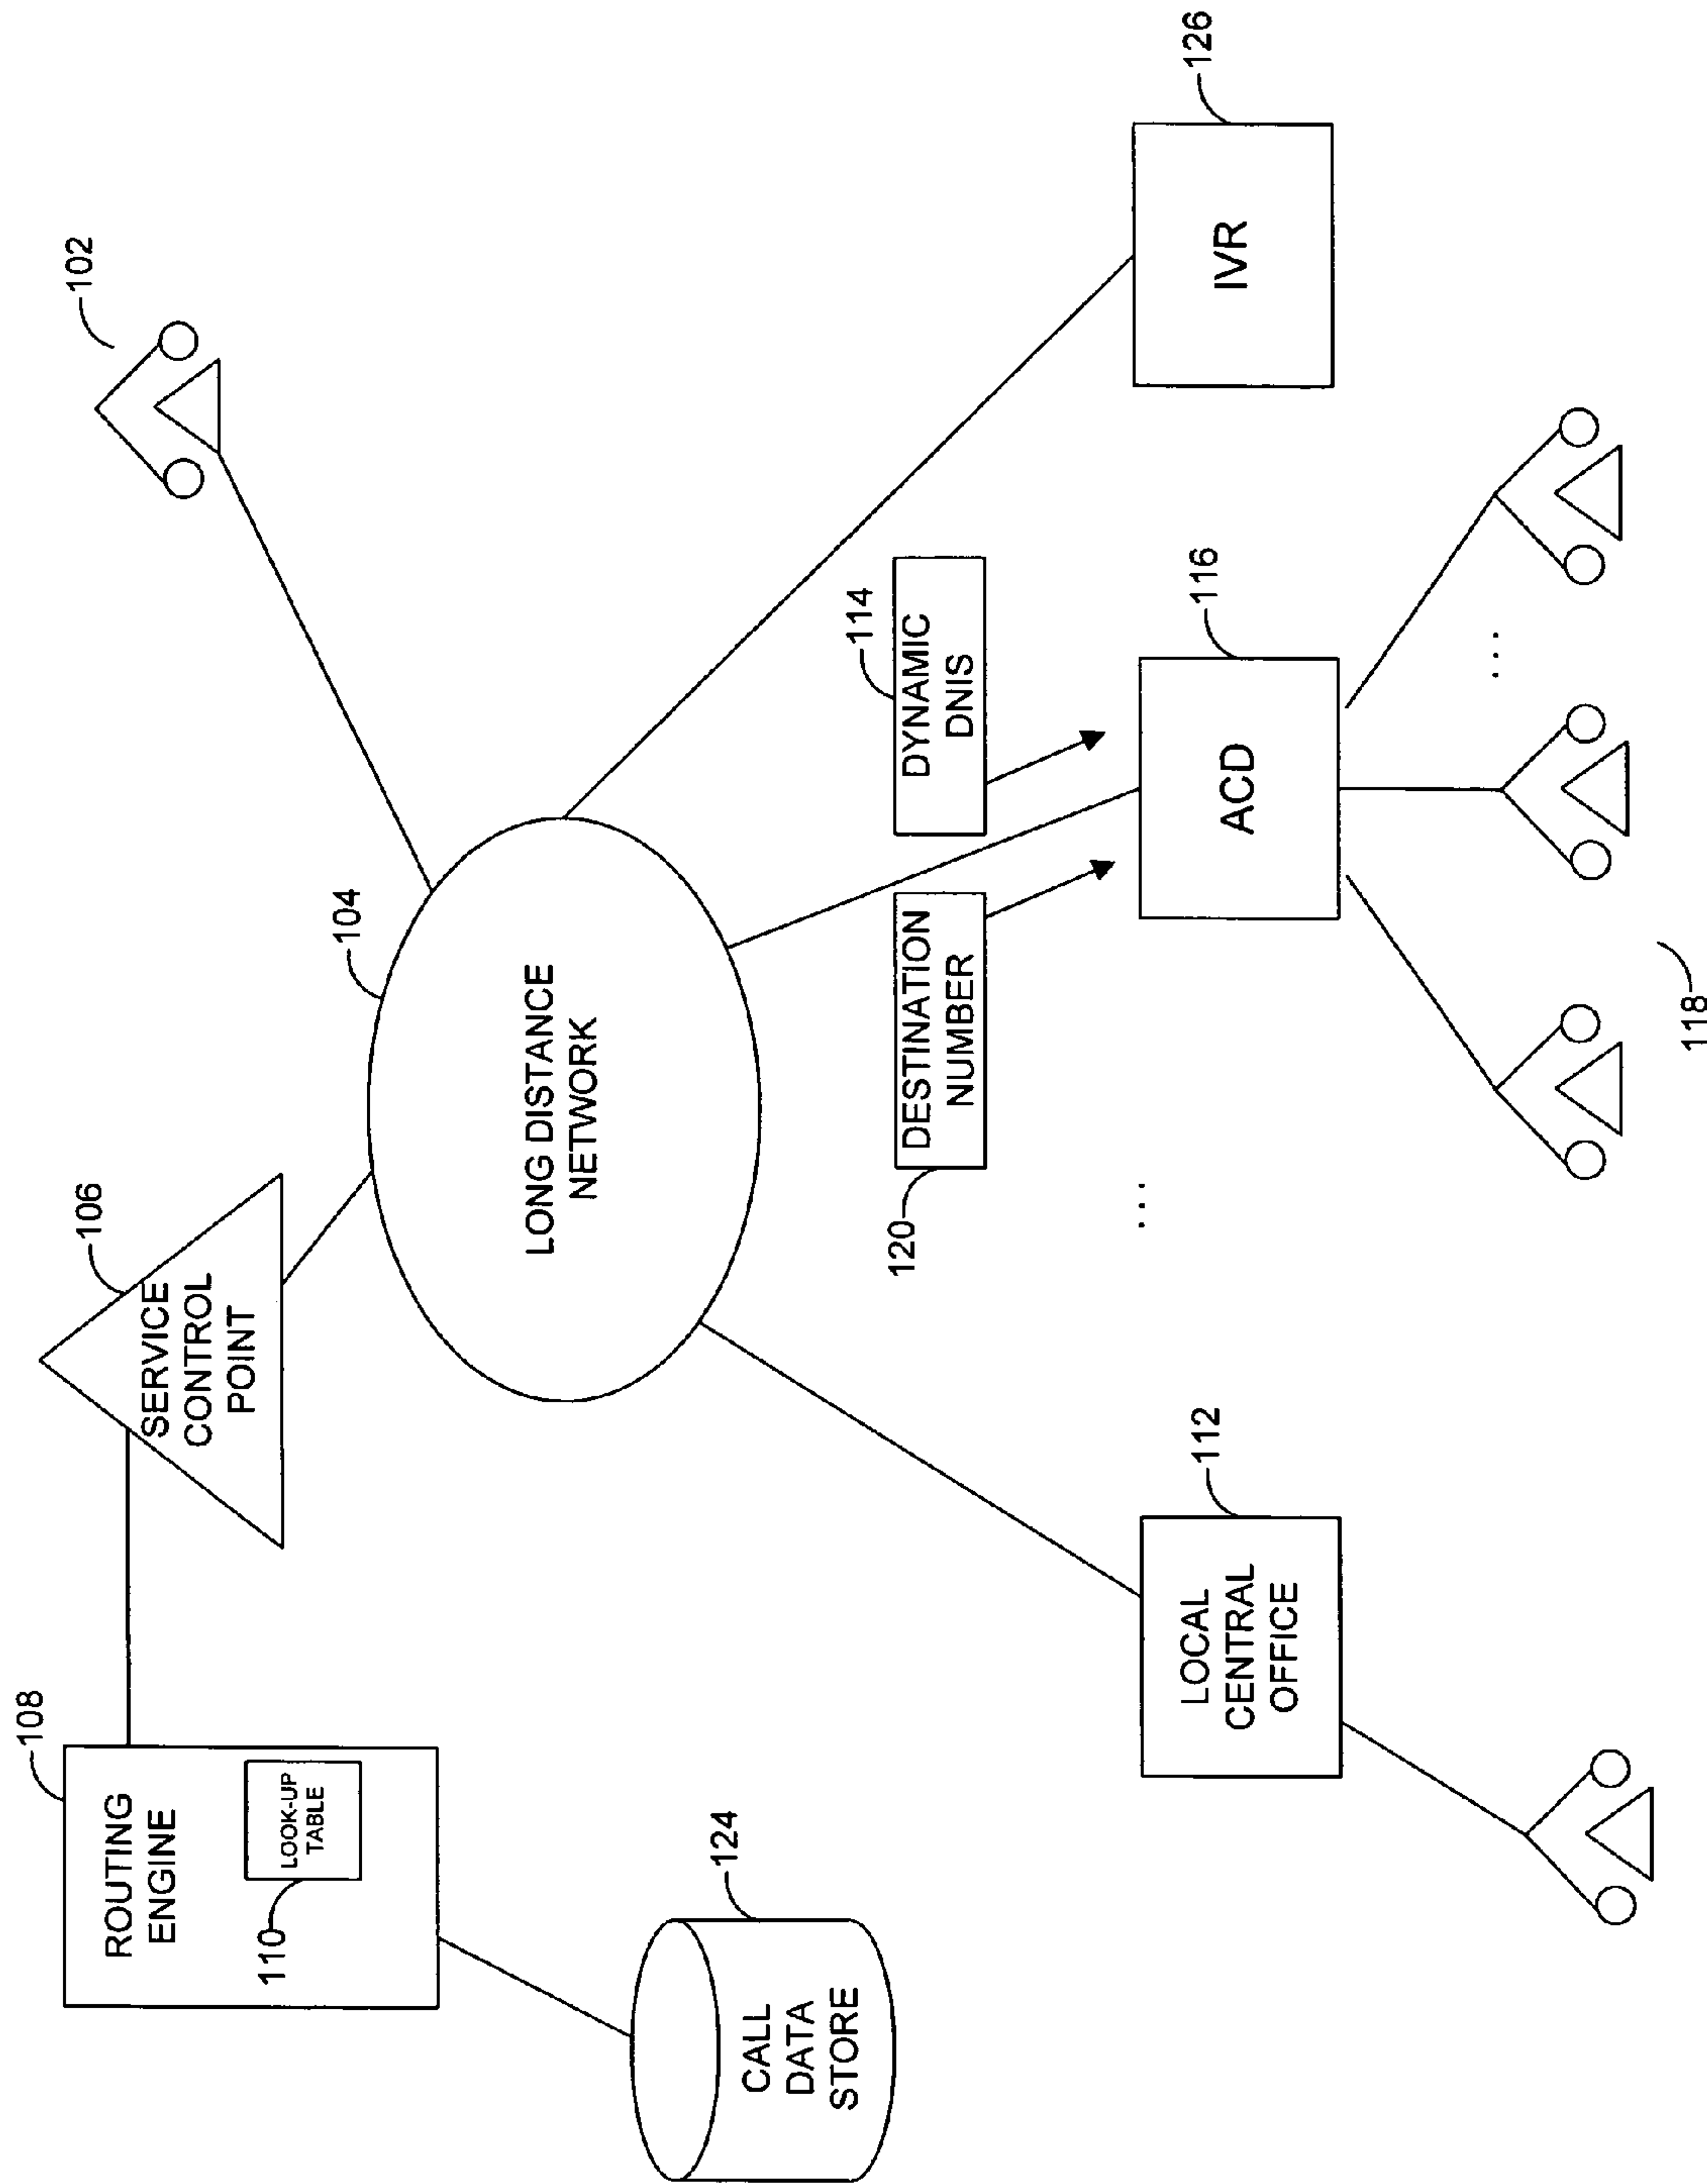 108
ROUTING
ENGINE
LOOK-UP
TABLE
110
106
SERVICE
CONTROL
POINT
102
124
CALL
DATA
STORE
104
LONG DISTANCE
NETWORK
120
DESTINATION
NUMBER
114
DYNAMIC
DNIS
...
112
LOCAL
CENTRAL
OFFICE
116
ACD
126
IVR
...
118